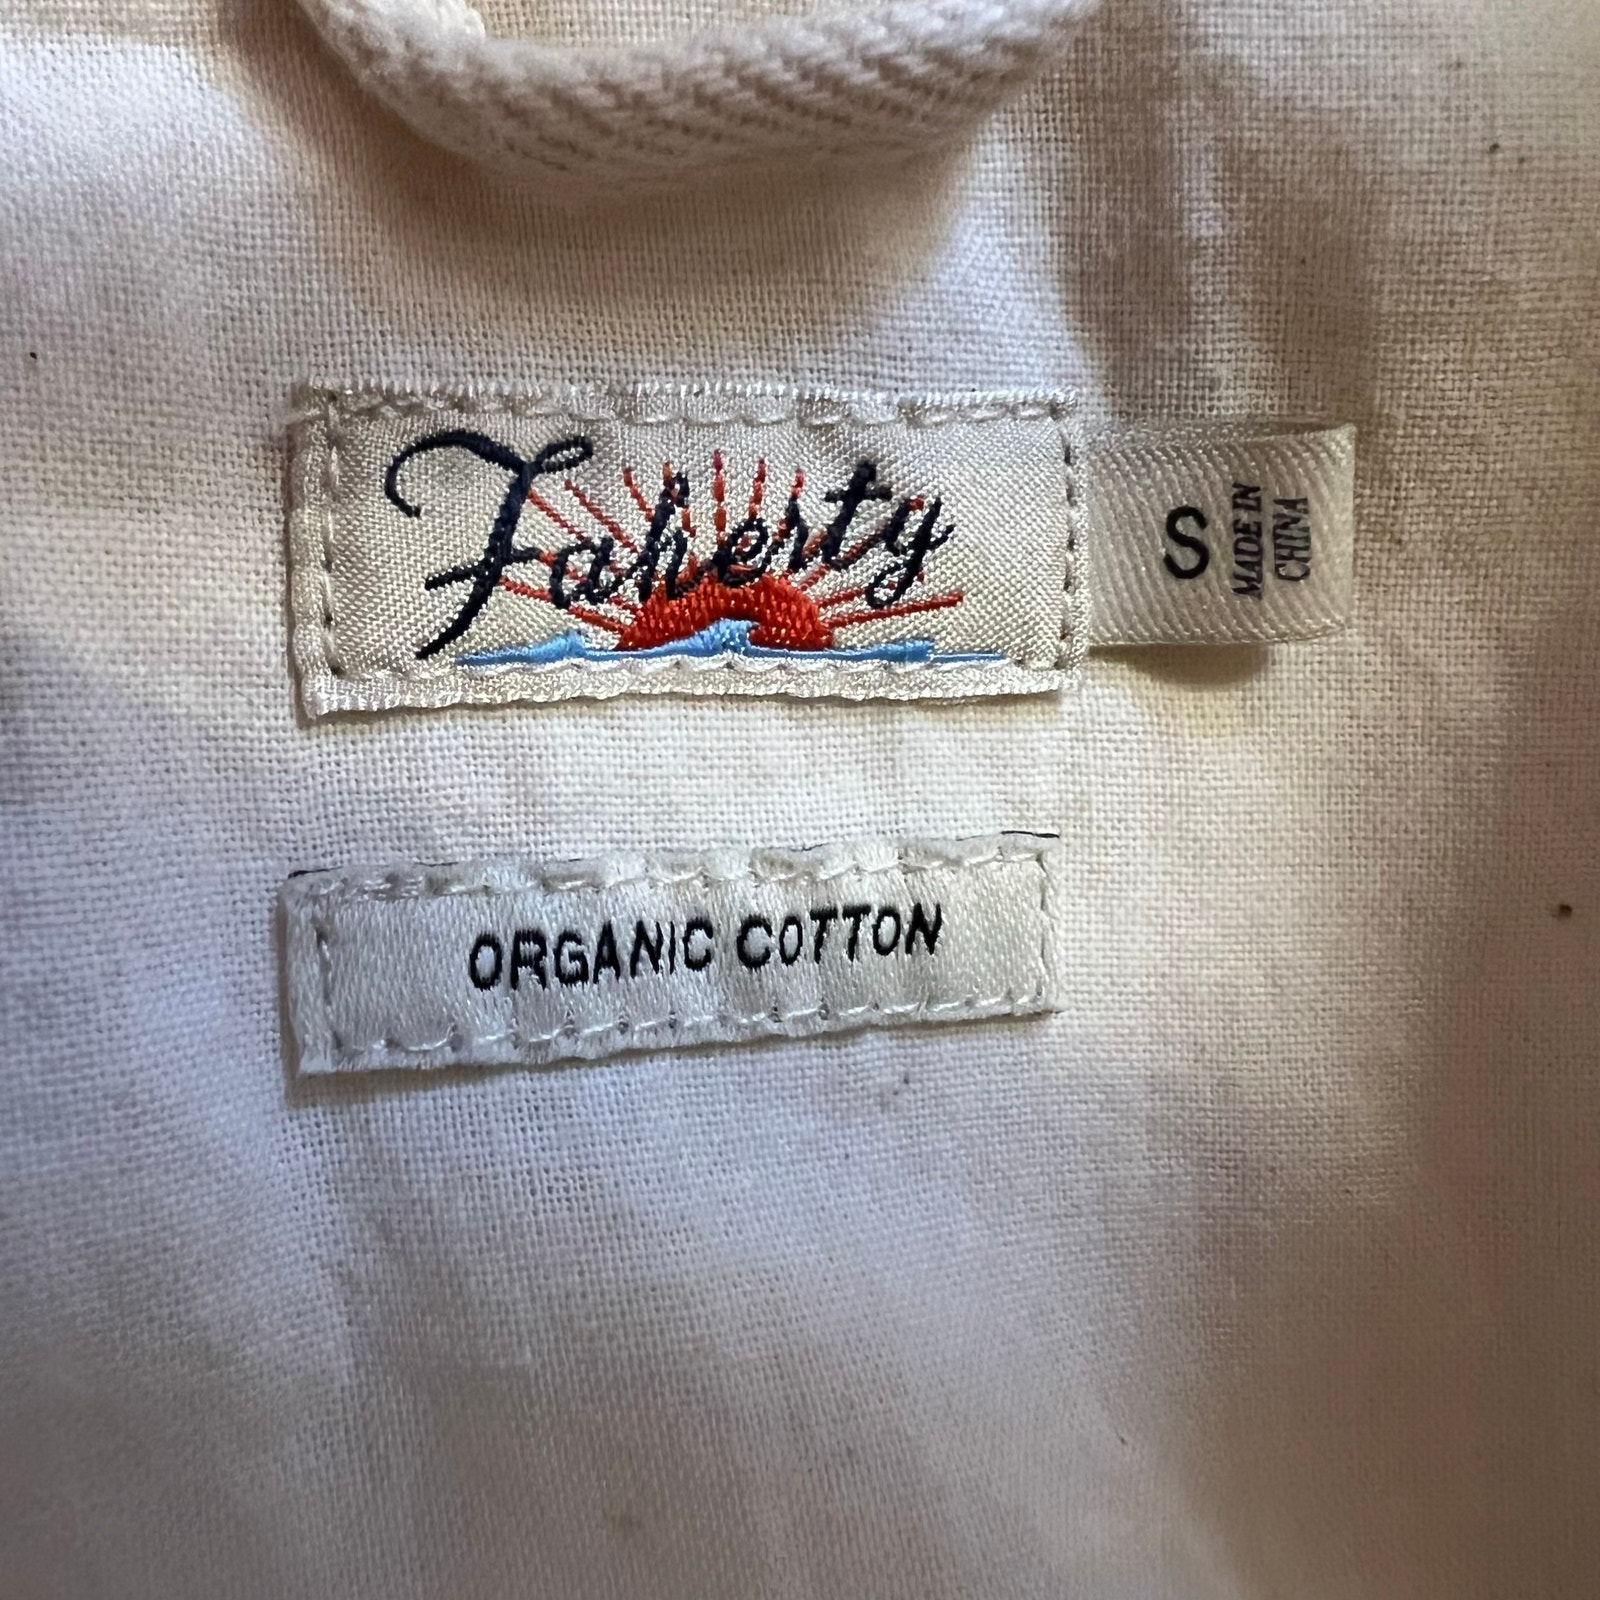 Faherty
S
MADE IN
CHINA
ORGANIC COTTON